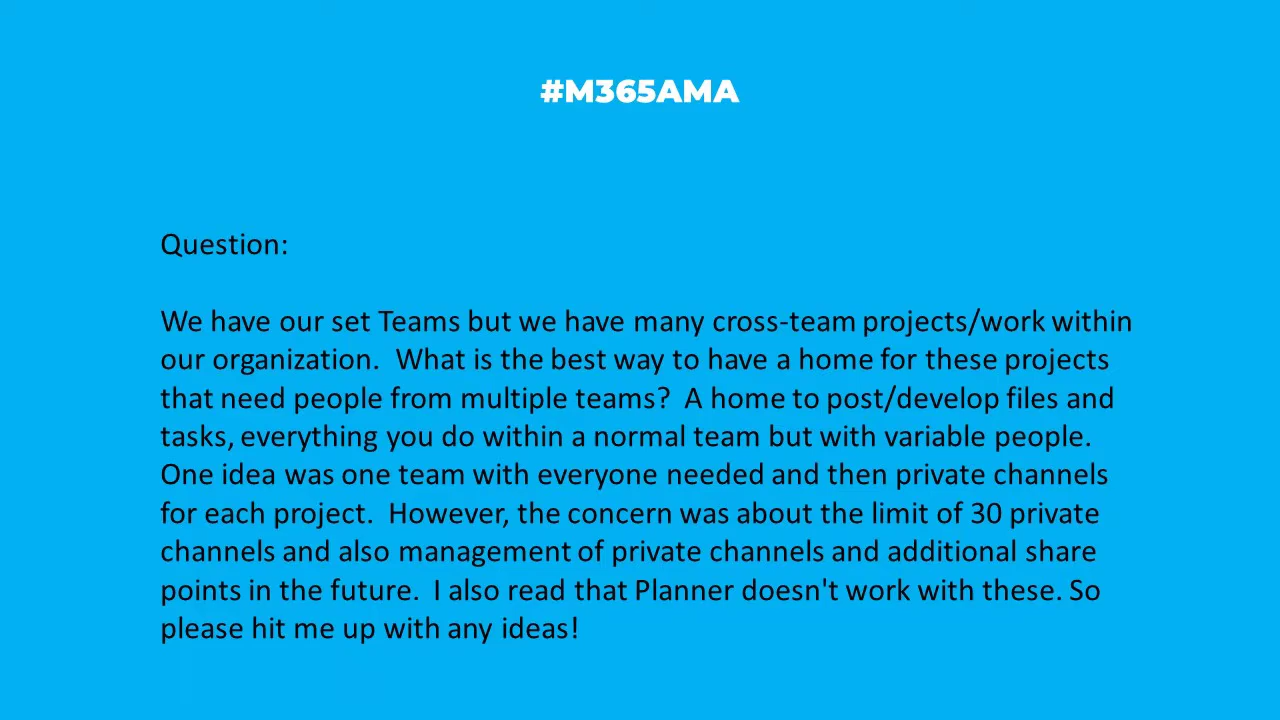 #M365AMA
Question:
We have our set Teams but we have many cross-team projects/work within
our organization.  What is the best way to have a home for these projects
that need people from multiple teams?  A home to post/develop files and
tasks, everything you do within a normal team but with variable people.
One idea was one team with everyone needed and then private channels
for each project.  However, the concern was about the limit of 30 private
channels and also management of private channels and additional share
points in the future.  I also read that Planner doesn't work with these. So
please hit me up with any ideas!